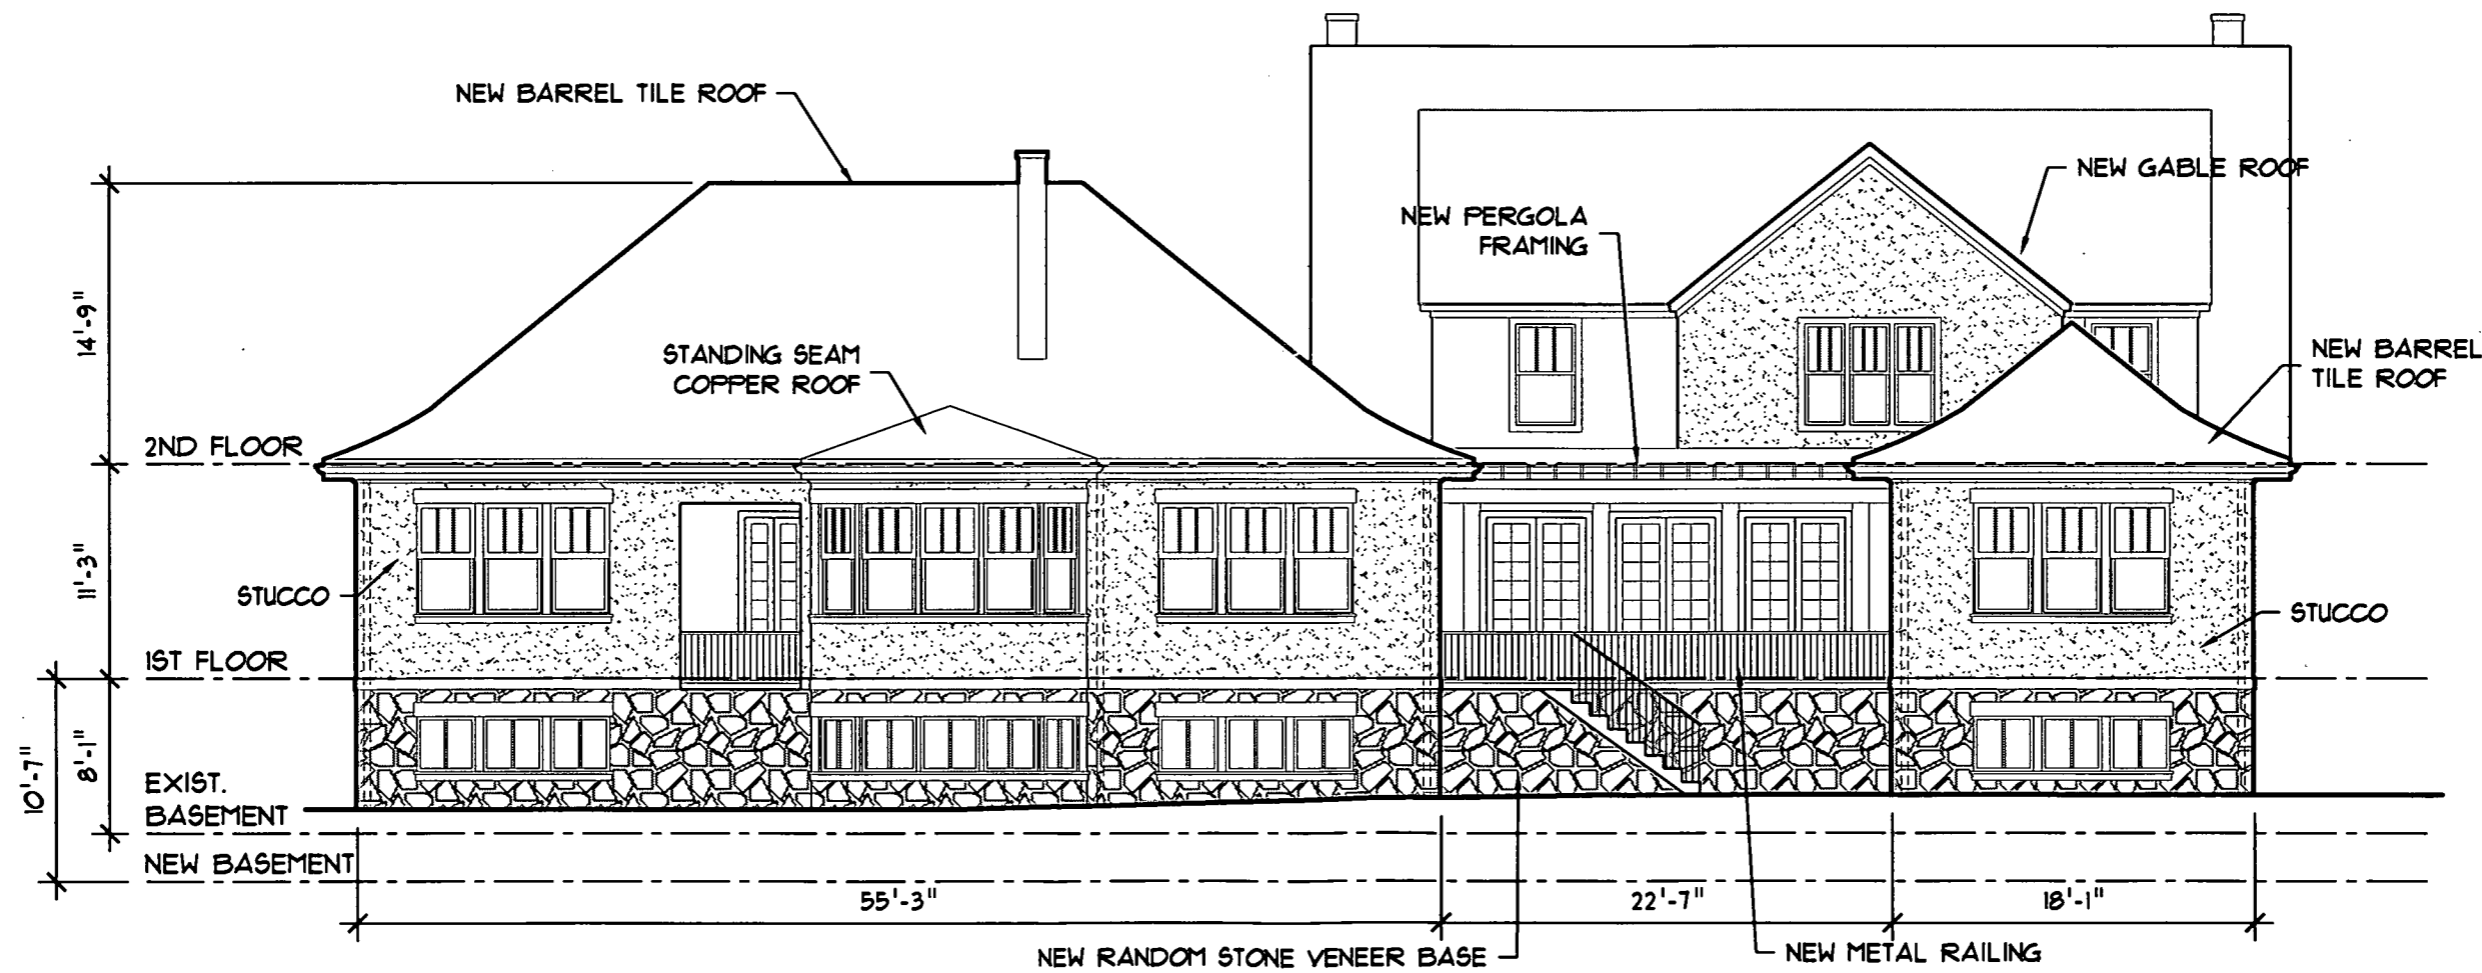 NEW BARREL TILE ROOF
NEW GABLE ROOF
NEW PERGOLA
FRAMING
14'-9"
STANDING SEAM
COPPER ROOF
NEW BARREL
TILE ROOF
2ND FLOOR
11'-3"
STUCCO
STUCCO
1ST FLOOR
10'-7"
8'-1"
EXIST.
BASEMENT
NEW BASEMENT
55'-3"
22'-7"
18'-1"
NEW RANDOM STONE VENEER BASE
NEW METAL RAILING